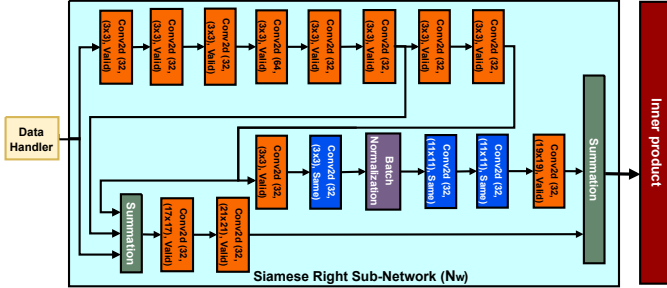 Conv2d (32,
(3x3), Valid)
Conv2d (32,
(3x3), Valid)
Conv2d (32,
(3x3), Valid)
Conv2d (64,
(3x3), Valid)
Conv2d (32,
(3x3), Valid)
Conv2d (32,
(3x3), Valid)
Conv2d (32,
(3x3), Valid)
Conv2d (32,
(3x3), Valid)
Data
Handler
Conv2d (32,
(3x3), Valid)
Conv2d (32,
(3x3), Same)
Batch
Normalization
Conv2d (32,
(11x11), Same)
Conv2d (32,
(11x11), Same)
Conv2d (32,
(19x19), Valid)
Summation
Inner product
Summation
Conv2d (32,
(17x17), Valid)
Conv2d (32,
(21x21), Valid)
Siamese Right Sub-Network (Nw)